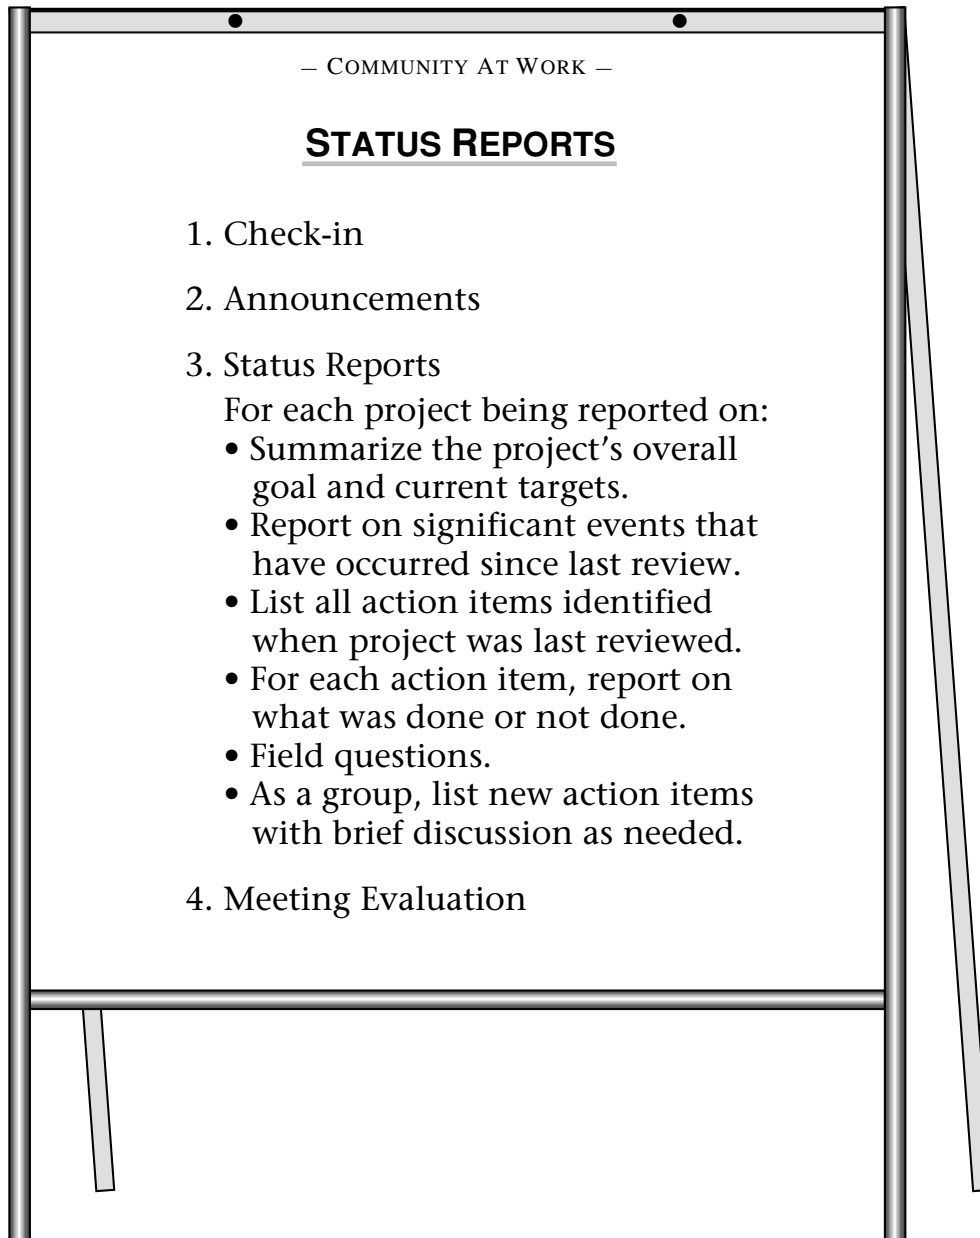 – COMMUNITY AT WORK –
STATUS REPORTS
1. Check-in
2. Announcements
3. Status Reports
For each project being reported on:
• Summarize the project’s overall
goal and current targets.
• Report on significant events that
have occurred since last review.
• List all action items identified
when project was last reviewed.
• For each action item, report on
what was done or not done.
• Field questions.
• As a group, list new action items
with brief discussion as needed.
4. Meeting Evaluation